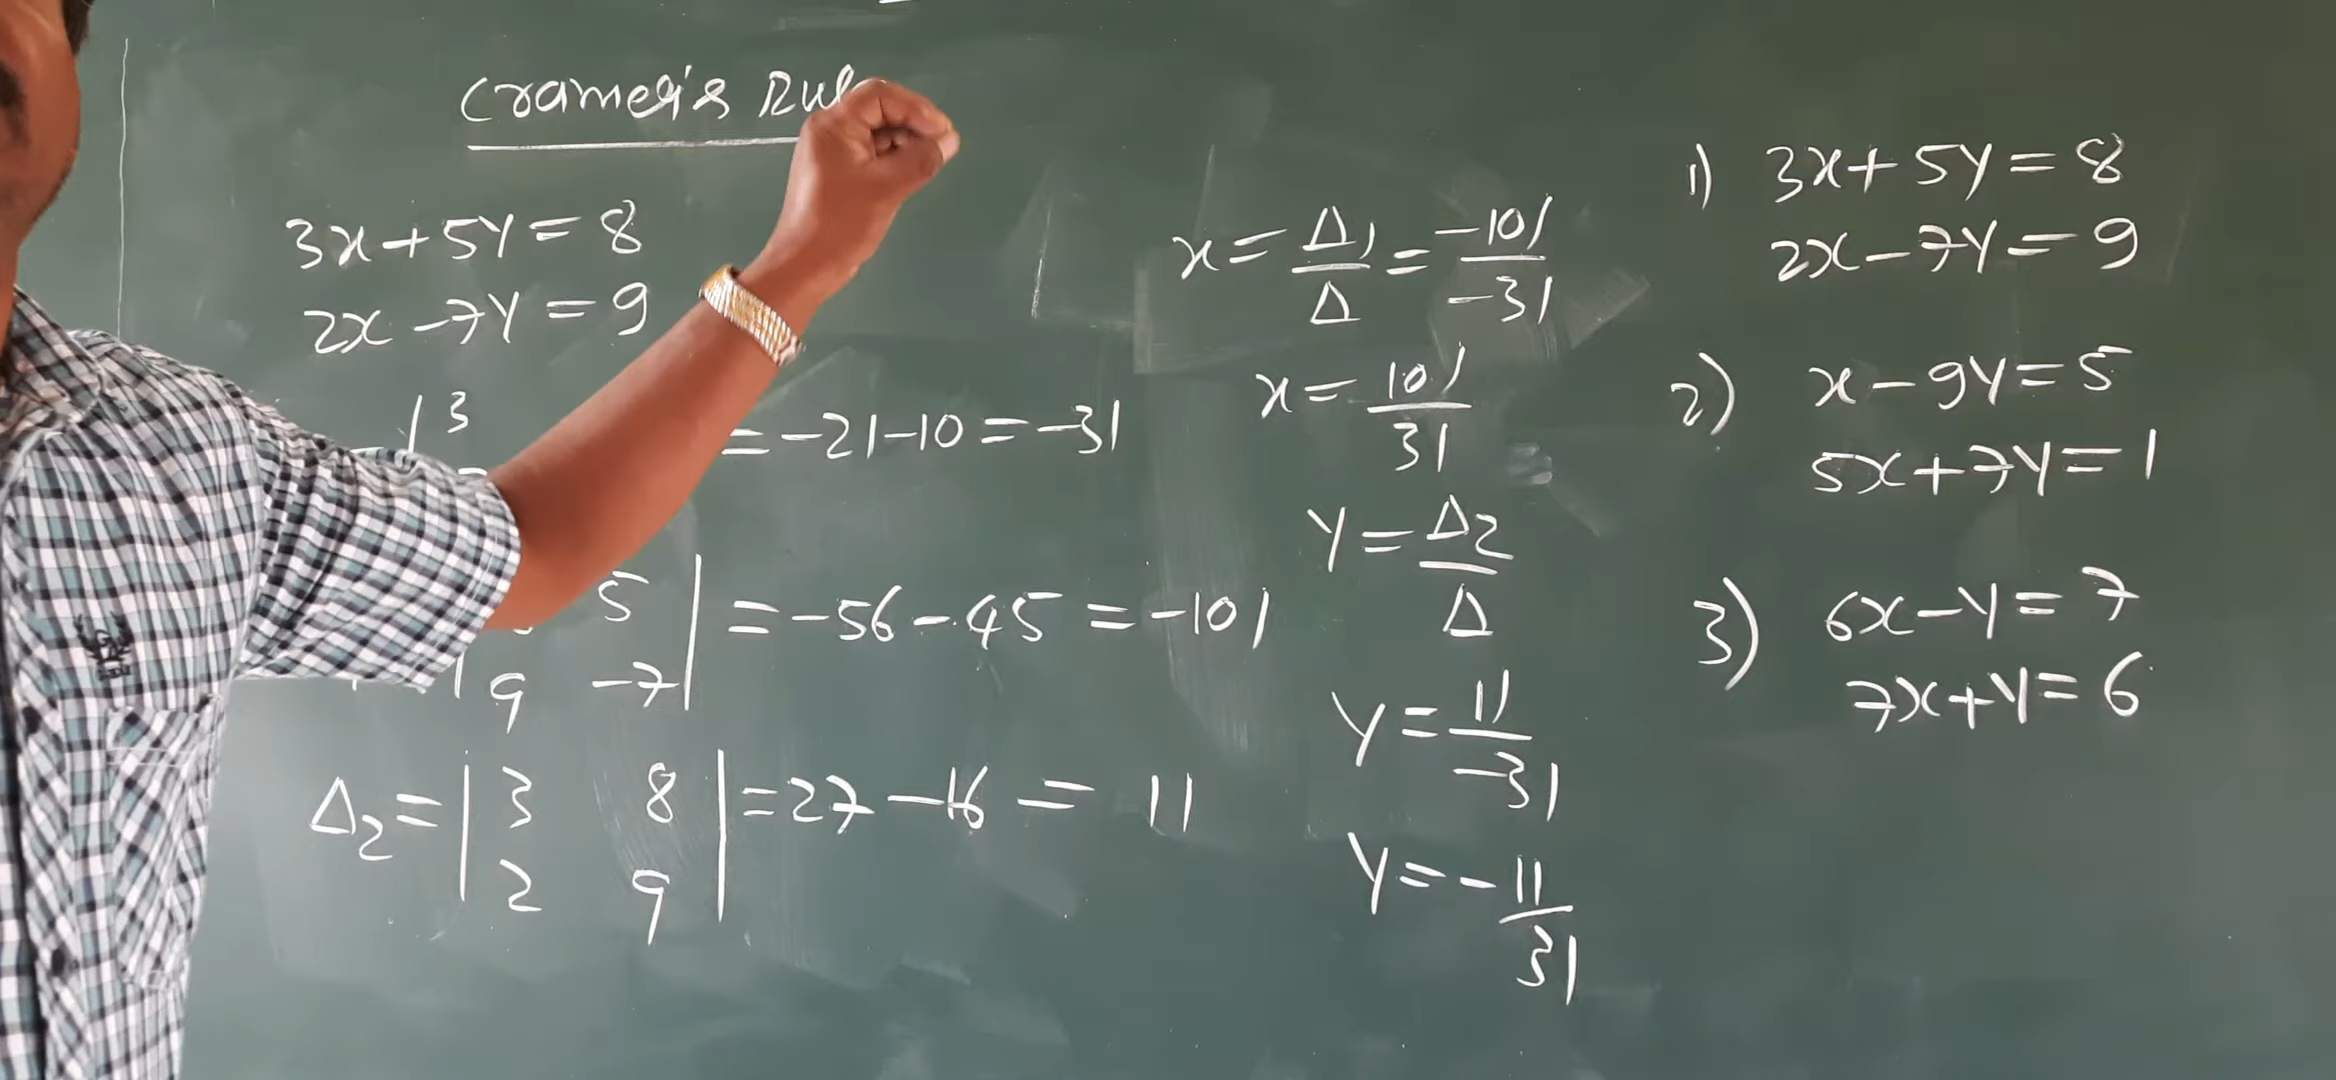 Cramer's Rule
3x+5y=8
2x-7y=9
3
=-21-10=-31
5 | =-56-45=-101
9 -7 |
Δ2=| 3 8 | =27-16= 11
2 9
x=Δ1/Δ=-101/-31
x=101/31
y=Δ2/Δ
y=11/-31
y=-11/31
1) 3x+5y=8
2x-7y=9
2) x-9y=5
5x+7y=1
3) 6x-y=7
7x+y=6